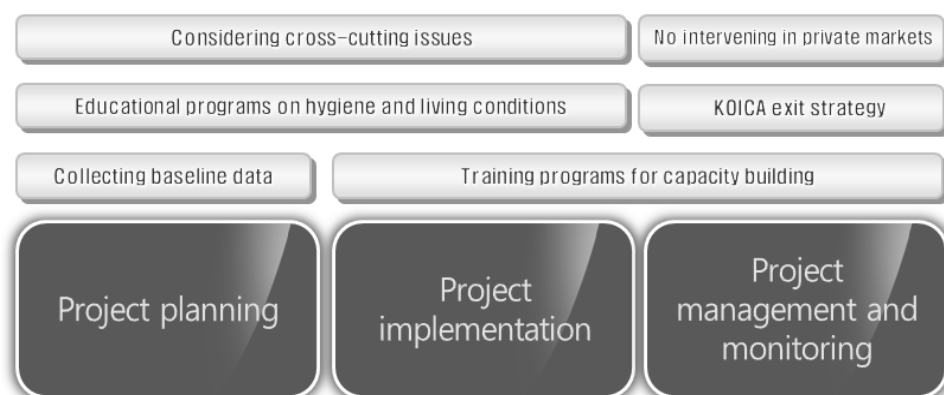 Considering cross-cutting issues
No intervening in private markets
Educational programs on hygiene and living conditions
KOICA exit strategy
Collecting baseline data
Training programs for capacity building
Project planning
Project
implementation
Project
management and
monitoring